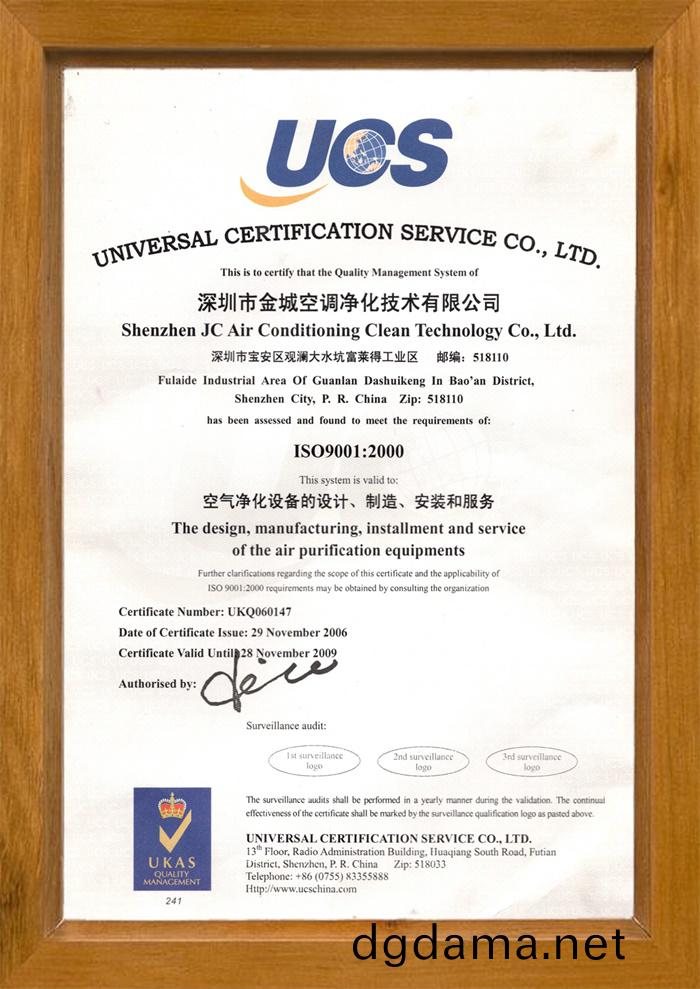 UCS
UNIVERSAL CERTIFICATION SERVICE CO., LTD.
This is to certify that the Quality Management System of
深圳市金城空调净化技术有限公司
Shenzhen JC Air Conditioning Clean Technology Co., Ltd.
深圳市宝安区观澜大水坑富莱得工业区 邮编：518110
Fulaide Industrial Area Of Guanlan Dashuikeng In Bao'an District,
Shenzhen City, P. R. China Zip: 518110
has been assessed and found to meet the requirements of:
ISO9001:2000
This system is valid to:
空气净化设备的设计、制造、安装和服务
The design, manufacturing, installment and service
of the air purification equipments
Further clarifications regarding the scope of this certificate and the applicability of
ISO 9001:2000 requirements may be obtained by consulting the organization
Certificate Number: UKQ060147
Date of Certificate Issue: 29 November 2006
Certificate Valid Until: 28 November 2009
Authorised by:
Surveillance audit:
1st surveillance
logo
2nd surveillance
logo
3rd surveillance
logo
The surveillance audits shall be performed in a yearly manner during the validation. The continual
effectiveness of the certificate shall be marked by the surveillance qualification logo as pasted above.
UKAS
QUALITY
MANAGEMENT
241
UNIVERSAL CERTIFICATION SERVICE CO., LTD.
13th Floor, Radio Administration Building, Huaqiang South Road, Futian
District, Shenzhen, P. R. China Zip: 518033
Telephone: +86 (0755) 83355888
Http://www.ucschina.com
dgdama.net